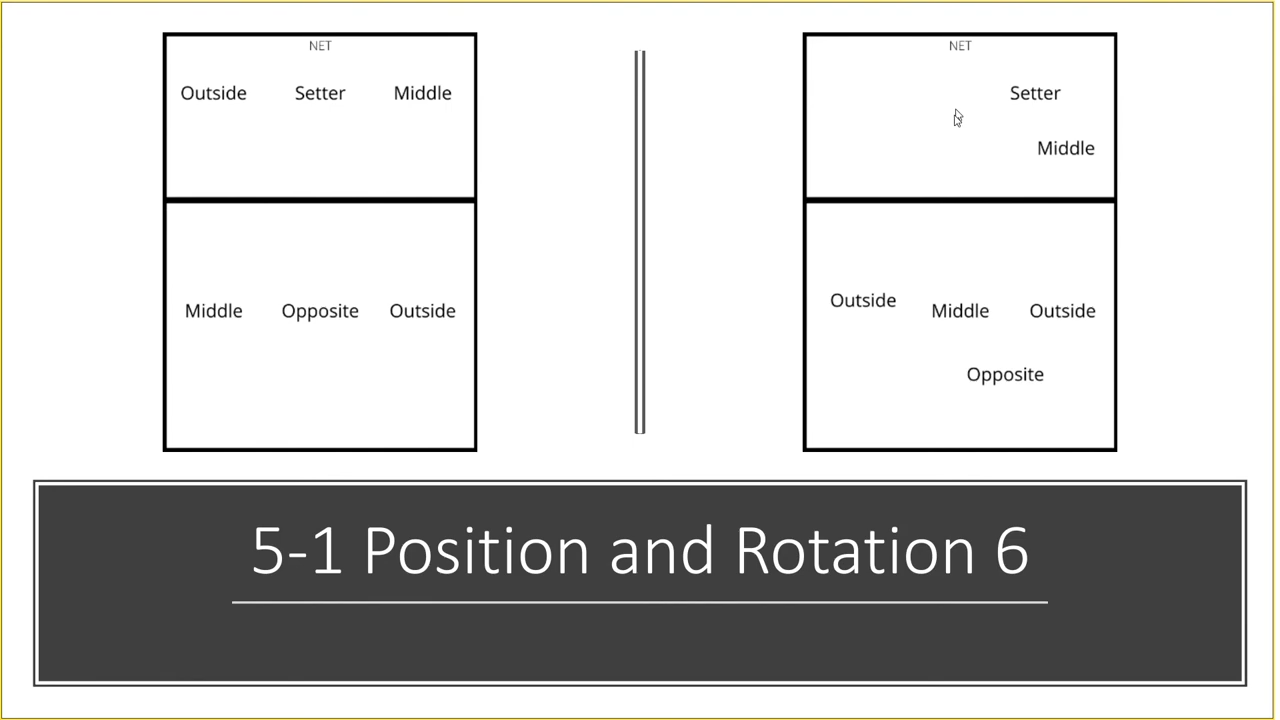 NET
Outside Setter Middle
Middle Opposite Outside
NET
Setter
Middle
Outside
Middle Outside
Opposite
5-1 Position and Rotation 6